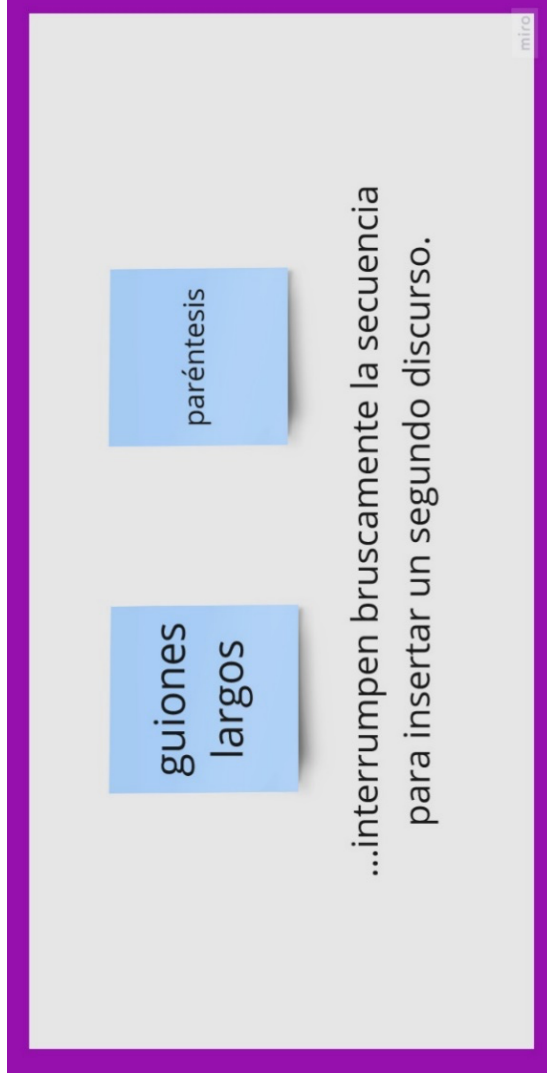 guiones
largos
paréntesis
...interrumpen bruscamente la secuencia
para insertar un segundo discurso.
miro